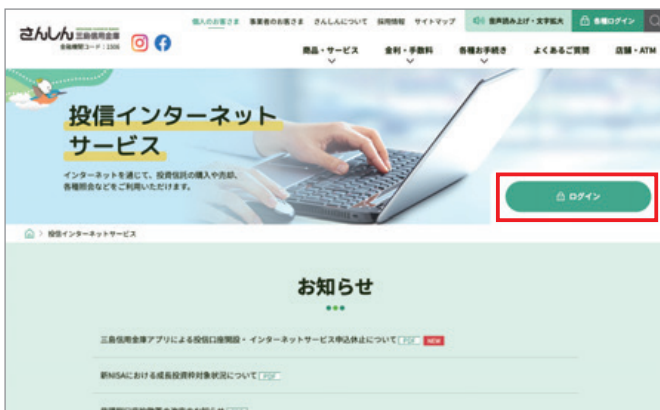 個人のお客さま 事業者のお客さま さんしんについて 採用情報 サイトマップ 音声読み上げ・文字拡大 各種ログイン
さんしん 三島信用金庫
金融機関コード：1506
商品・サービス 金利・手数料 各種お手続き よくあるご質問 店舗・ATM
投信インターネット
サービス
インターネットを通じて、投資信託の購入や売却、
各種照会などをご利用いただけます。
ログイン
投信インターネットサービス
お知らせ
三島信用金庫アプリによる投信口座開設・インターネットサービス申込休止について PDF NEW
新NISAにおける成長投資枠対象状況について PDF